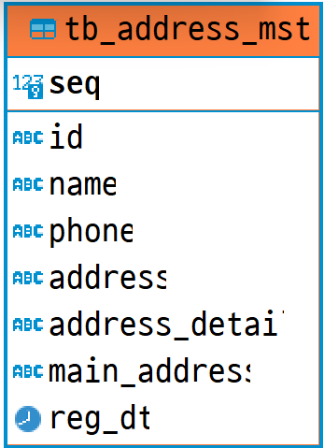 tb_address_mst
123 seq
ABC id
ABC name
ABC phone
ABC address
ABC address_detail
ABC main_address
reg_dt